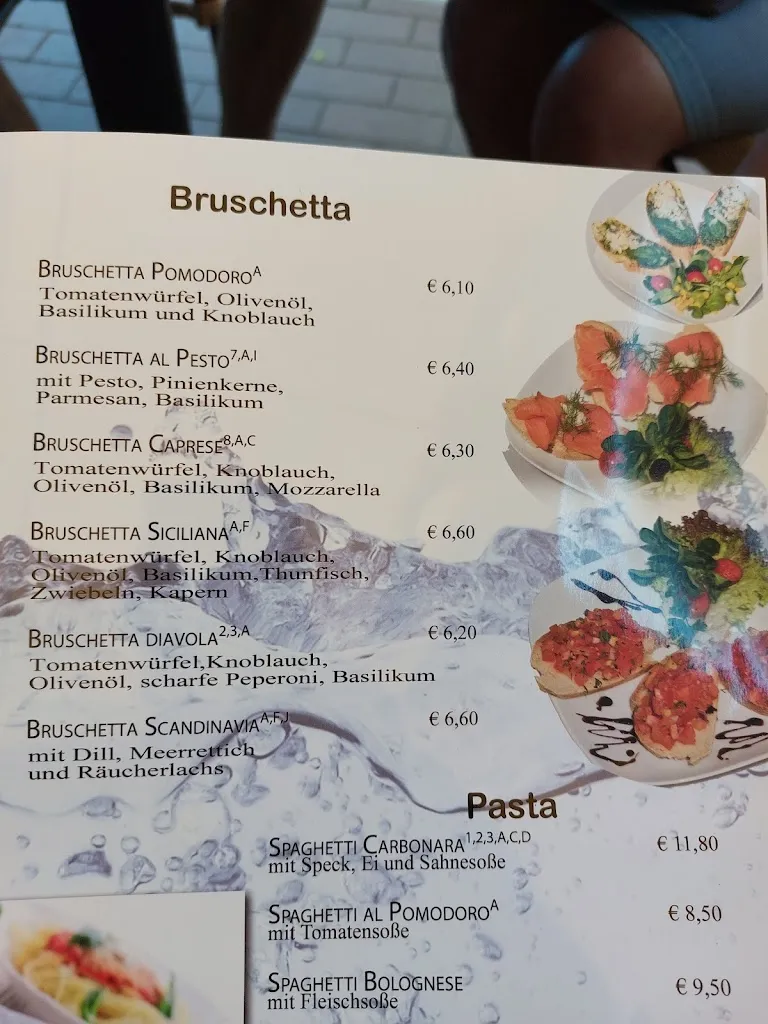 Bruschetta
Bruschetta Pomodoro^A € 6,10
Tomatenwürfel, Olivenöl,
Basilikum und Knoblauch
Bruschetta al Pesto^7,A,I € 6,40
mit Pesto, Pinienkerne,
Parmesan, Basilikum
Bruschetta Caprese^8,A,C € 6,30
Tomatenwürfel, Knoblauch,
Olivenöl, Basilikum, Mozzarella
Bruschetta Siciliana^A,F € 6,60
Tomatenwürfel, Knoblauch,
Olivenöl, Basilikum,Thunfisch,
Zwiebeln, Kapern
Bruschetta diavola^2,3,A € 6,20
Tomatenwürfel,Knoblauch,
Olivenöl, scharfe Peperoni, Basilikum
Bruschetta Scandinavia^A,F,J € 6,60
mit Dill, Meerrettich
und Räucherlachs
Pasta
Spaghetti Carbonara^1,2,3,A,C,D € 11,80
mit Speck, Ei und Sahnesoße
Spaghetti al Pomodoro^A € 8,50
mit Tomatensoße
Spaghetti Bolognese € 9,50
mit Fleischsoße